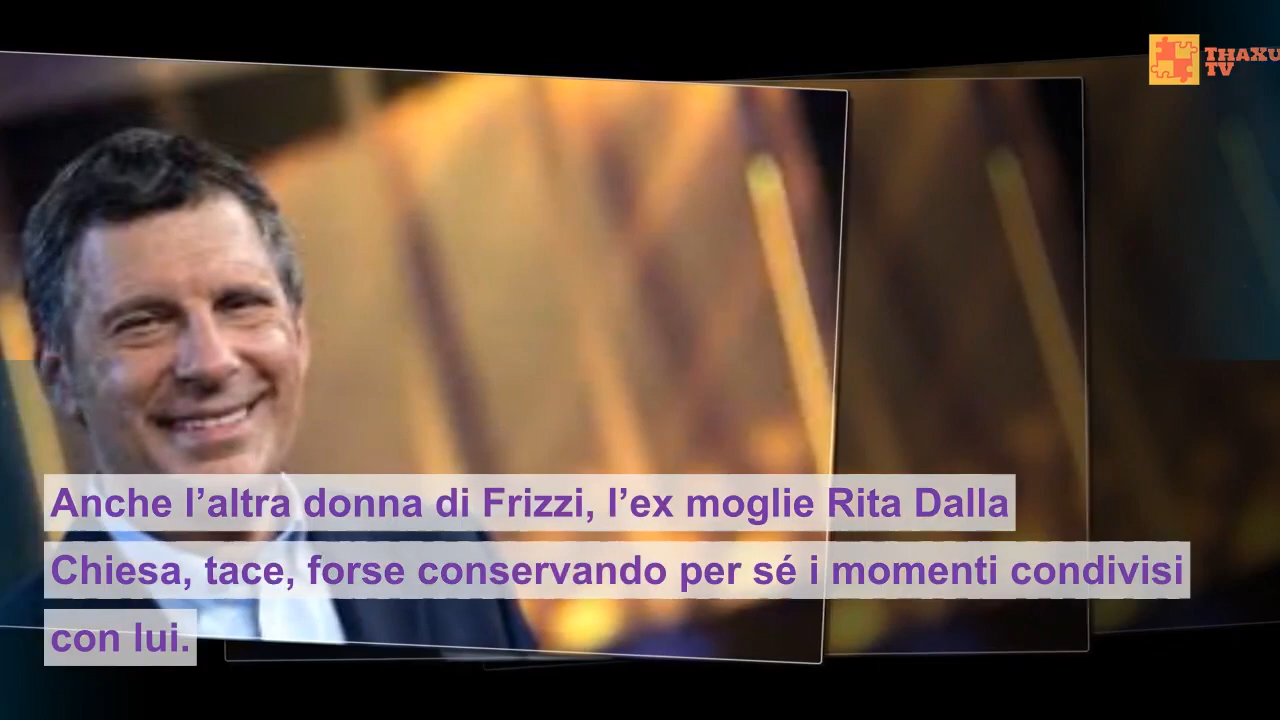 THAXU
TV
Anche l’altra donna di Frizzi, l’ex moglie Rita Dalla
Chiesa, tace, forse conservando per sé i momenti condivisi
con lui.